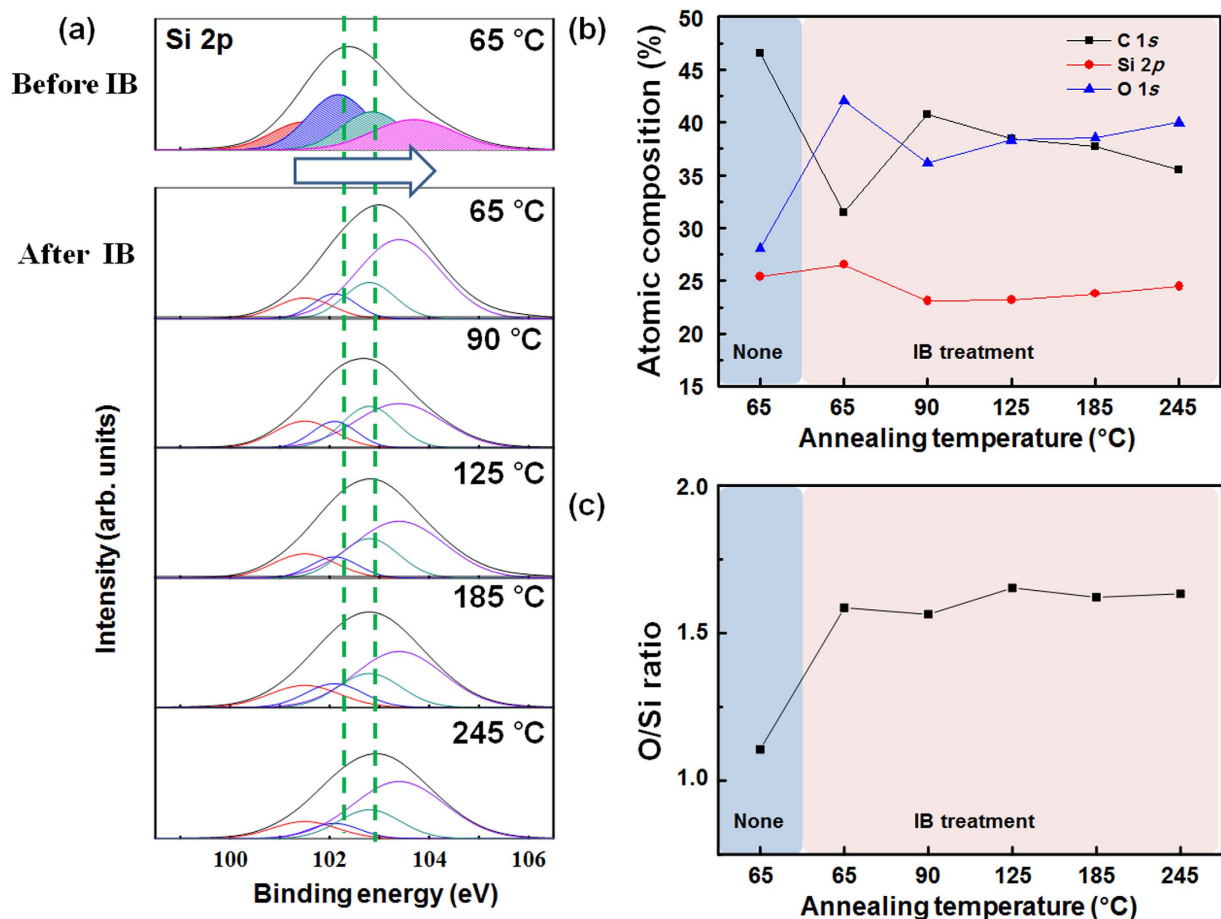 (a)
Si 2p
65 °C
Before IB
65 °C
After IB
90 °C
125 °C
185 °C
245 °C
Intensity (arb. units)
100 102 104 106
Binding energy (eV)
(b)
50
45
40
35
30
25
20
15
Atomic composition (%)
C 1s
Si 2p
O 1s
None
IB treatment
65 65 90 125 185 245
Annealing temperature (°C)
(c)
2.0
1.5
1.0
O/Si ratio
None
IB treatment
65 65 90 125 185 245
Annealing temperature (°C)